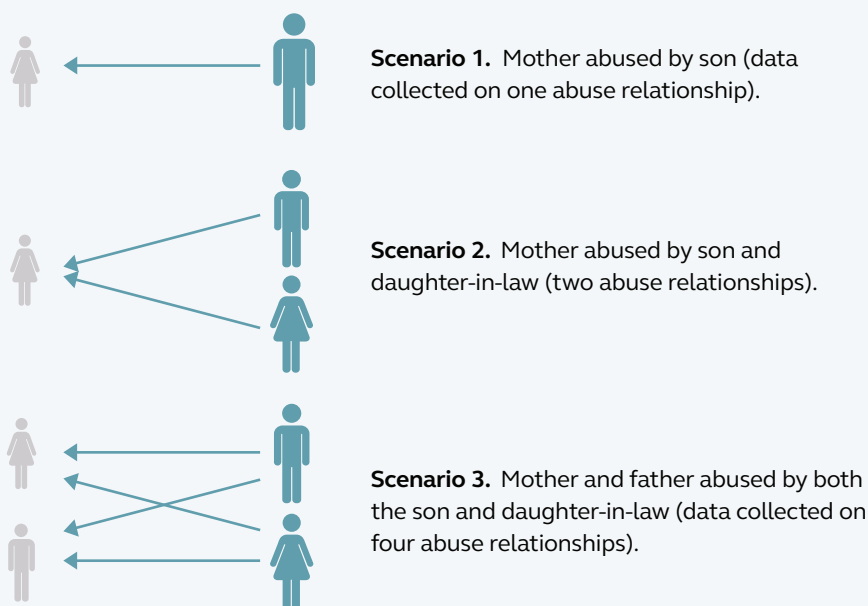 Scenario 1. Mother abused by son (data
collected on one abuse relationship).
Scenario 2. Mother abused by son and
daughter-in-law (two abuse relationships).
Scenario 3. Mother and father abused by both
the son and daughter-in-law (data collected on
four abuse relationships).